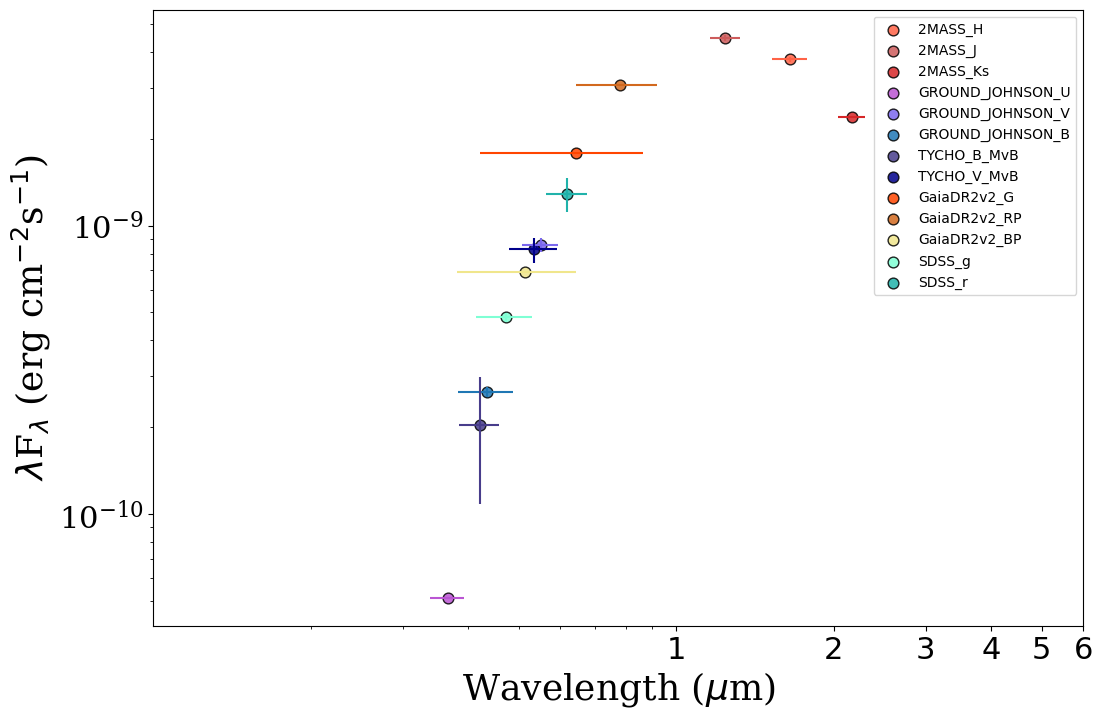 λF_λ (erg cm⁻²s⁻¹)
10⁻⁹
10⁻¹⁰
2MASS_H
2MASS_J
2MASS_Ks
GROUND_JOHNSON_U
GROUND_JOHNSON_V
GROUND_JOHNSON_B
TYCHO_B_MvB
TYCHO_V_MvB
GaiaDR2v2_G
GaiaDR2v2_RP
GaiaDR2v2_BP
SDSS_g
SDSS_r
1 2 3 4 5 6
Wavelength (μm)